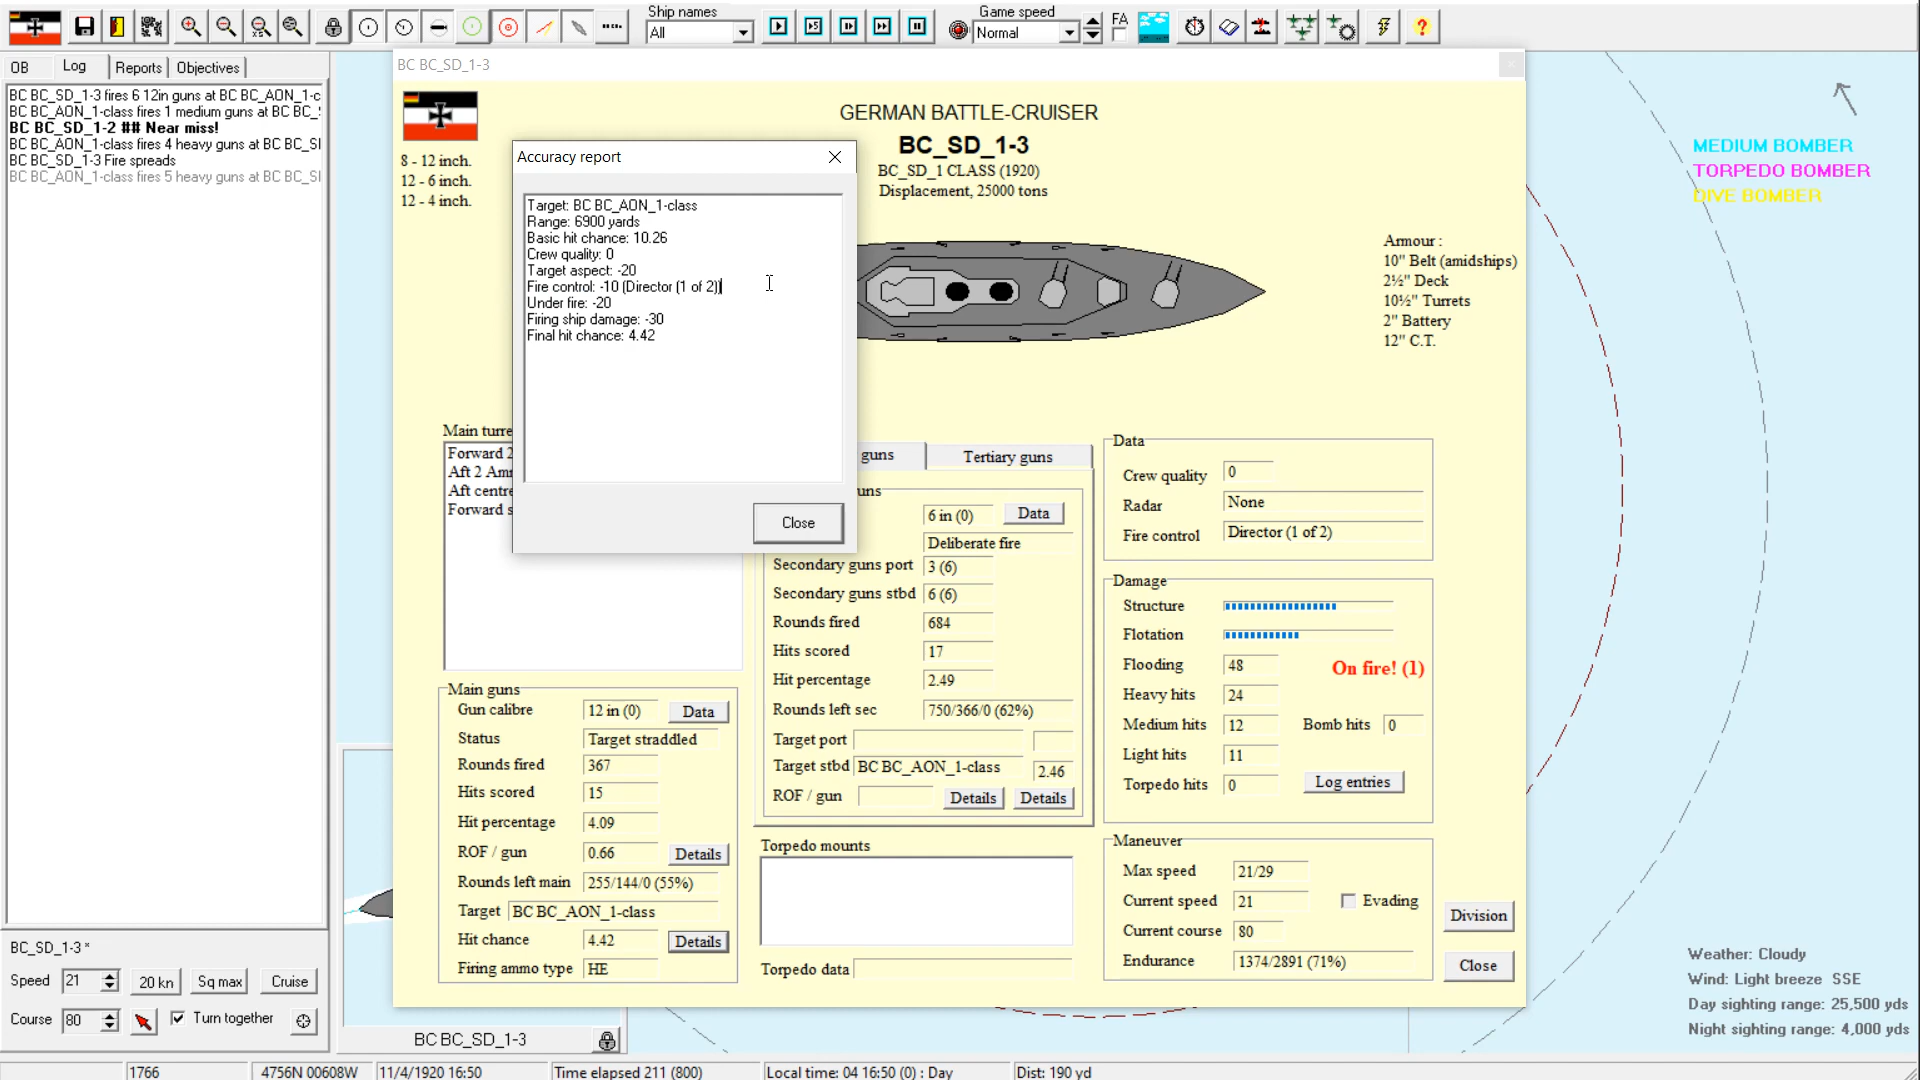 Ship names
All
Game speed
Normal
FA
OB
Log
Reports
Objectives
BC BC_SD_1-3 fires 6 12in guns at BC BC_AON_1-c
BC BC_AON_1-class fires 1 medium guns at BC BC_
BC BC_SD_1-2 ## Near miss!
BC BC_AON_1-class fires 4 heavy guns at BC BC_SI
BC BC_SD_1-3 Fire spreads
BC BC_AON_1-class fires 5 heavy guns at BC BC_SI
BC BC_SD_1-3
GERMAN BATTLE-CRUISER
BC_SD_1-3
BC_SD_1 CLASS (1920)
Displacement, 25000 tons
8 - 12 inch.
12 - 6 inch.
12 - 4 inch.
Accuracy report
Target: BC BC_AON_1-class
Range: 6900 yards
Basic hit chance: 10.26
Crew quality: 0
Target aspect: -20
Fire control: -10 (Director (1 of 2))
Under fire: -20
Firing ship damage: -30
Final hit chance: 4.42
Close
Armour :
10" Belt (amidships)
2½" Deck
10½" Turrets
2" Battery
12" C.T.
MEDIUM BOMBER
TORPEDO BOMBER
DIVE BOMBER
Main turre
Forward 2
Aft 2 Am
Aft centre
Forward s
guns
Tertiary guns
uns
6 in (0)
Data
Deliberate fire
Secondary guns port 3 (6)
Secondary guns stbd 6 (6)
Rounds fired 684
Hits scored 17
Hit percentage 2.49
Rounds left sec 750/366/0 (62%)
Target port
Target stbd BC BC_AON_1-class 2.46
ROF / gun
Details
Details
Torpedo mounts
Torpedo data
Main guns
Gun calibre 12 in (0) Data
Status Target straddled
Rounds fired 367
Hits scored 15
Hit percentage 4.09
ROF / gun 0.66 Details
Rounds left main 255/144/0 (55%)
Target BC BC_AON_1-class
Hit chance 4.42 Details
Firing ammo type HE
Data
Crew quality 0
Radar None
Fire control Director (1 of 2)
Damage
Structure
Flotation
Flooding 48 On fire! (1)
Heavy hits 24
Medium hits 12 Bomb hits 0
Light hits 11
Torpedo hits 0 Log entries
Maneuver
Max speed 21/29
Current speed 21 Evading
Current course 80
Endurance 1374/2891 (71%)
Division
Close
BC_SD_1-3 *
Speed 21 20 kn Sq max Cruise
Course 80 Turn together
BC BC_SD_1-3
Weather: Cloudy
Wind: Light breeze SSE
Day sighting range: 25,500 yds
Night sighting range: 4,000 yds
1766
4756N 00608W
11/4/1920 16:50
Time elapsed 211 (800)
Local time: 04 16:50 (0) : Day
Dist: 190 yd